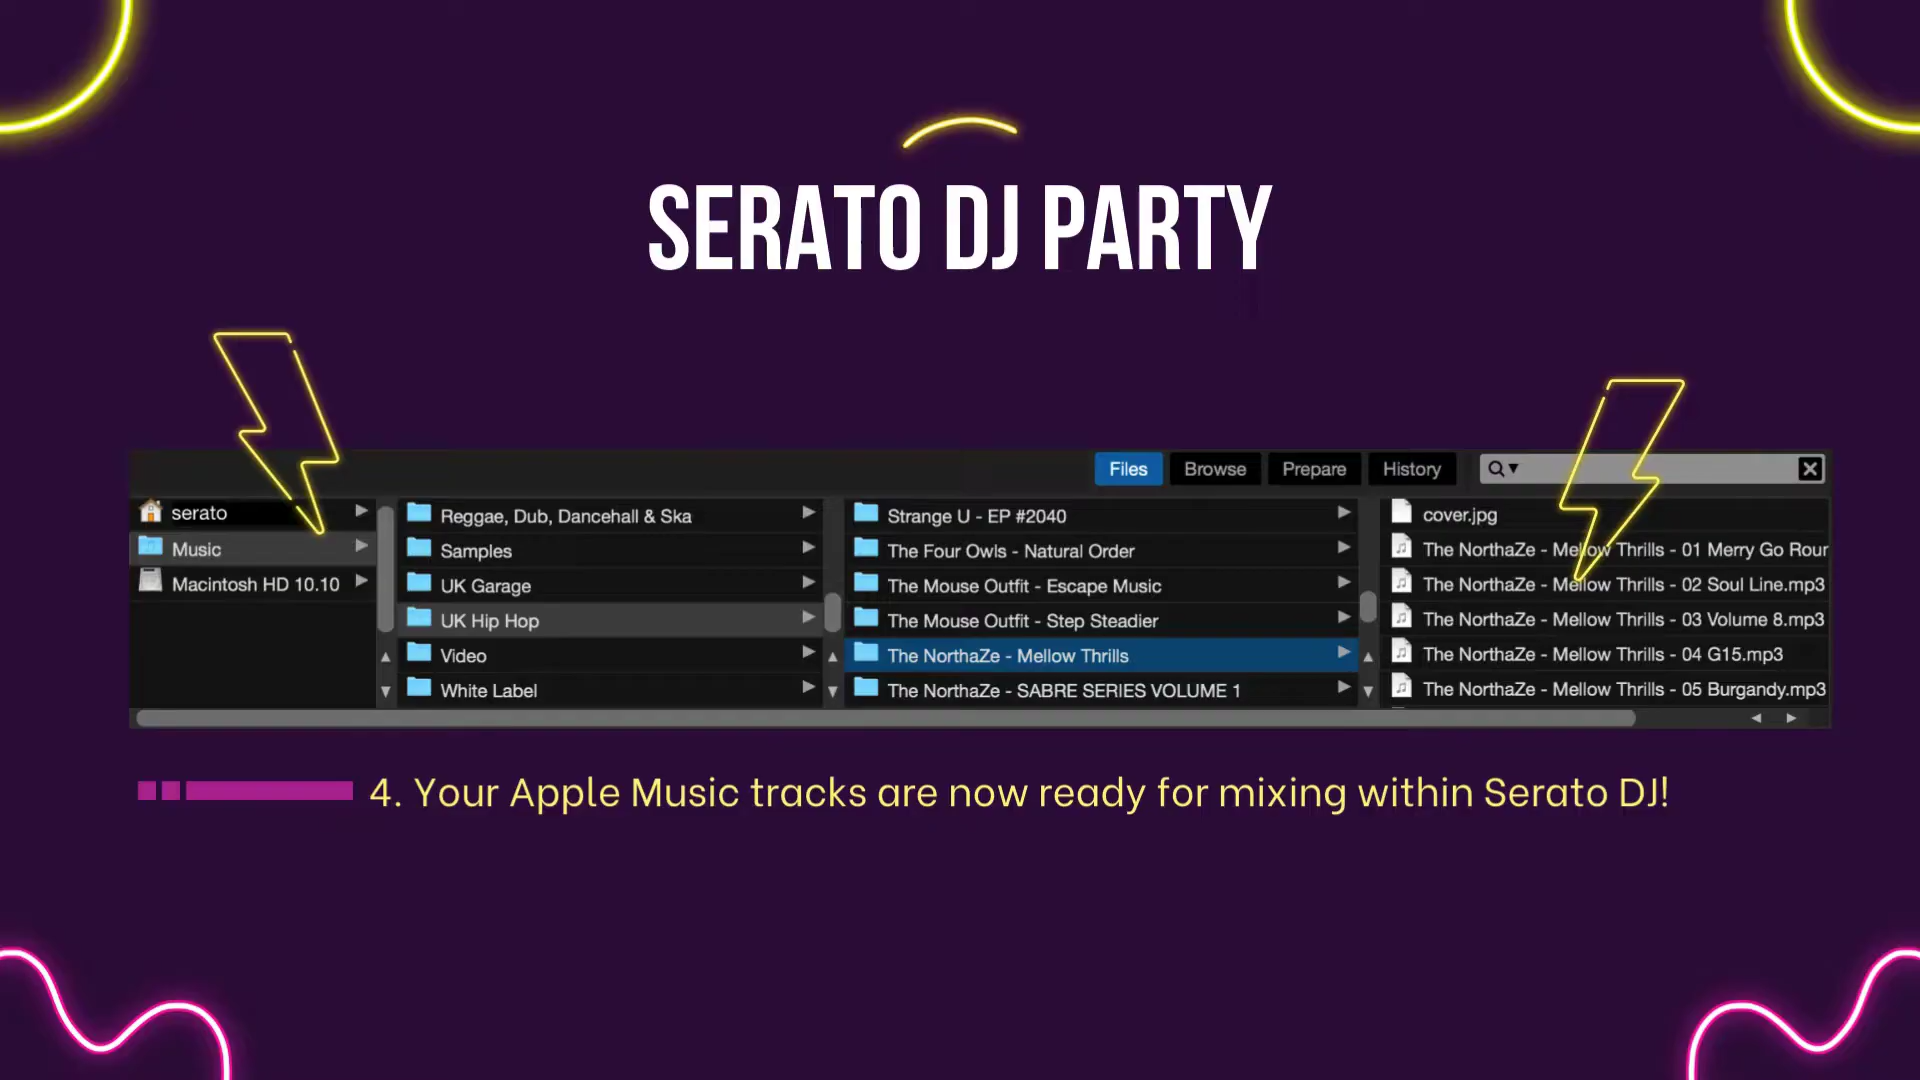 SERATO DJ PARTY
Files Browse Prepare History
serato
Music
Macintosh HD 10.10
Reggae, Dub, Dancehall & Ska
Samples
UK Garage
UK Hip Hop
Video
White Label
Strange U - EP #2040
The Four Owls - Natural Order
The Mouse Outfit - Escape Music
The Mouse Outfit - Step Steadier
The NorthaZe - Mellow Thrills
The NorthaZe - SABRE SERIES VOLUME 1
cover.jpg
The NorthaZe - Mellow Thrills - 01 Merry Go Rour
The NorthaZe - Mellow Thrills - 02 Soul Line.mp3
The NorthaZe - Mellow Thrills - 03 Volume 8.mp3
The NorthaZe - Mellow Thrills - 04 G15.mp3
The NorthaZe - Mellow Thrills - 05 Burgandy.mp3
4. Your Apple Music tracks are now ready for mixing within Serato DJ!